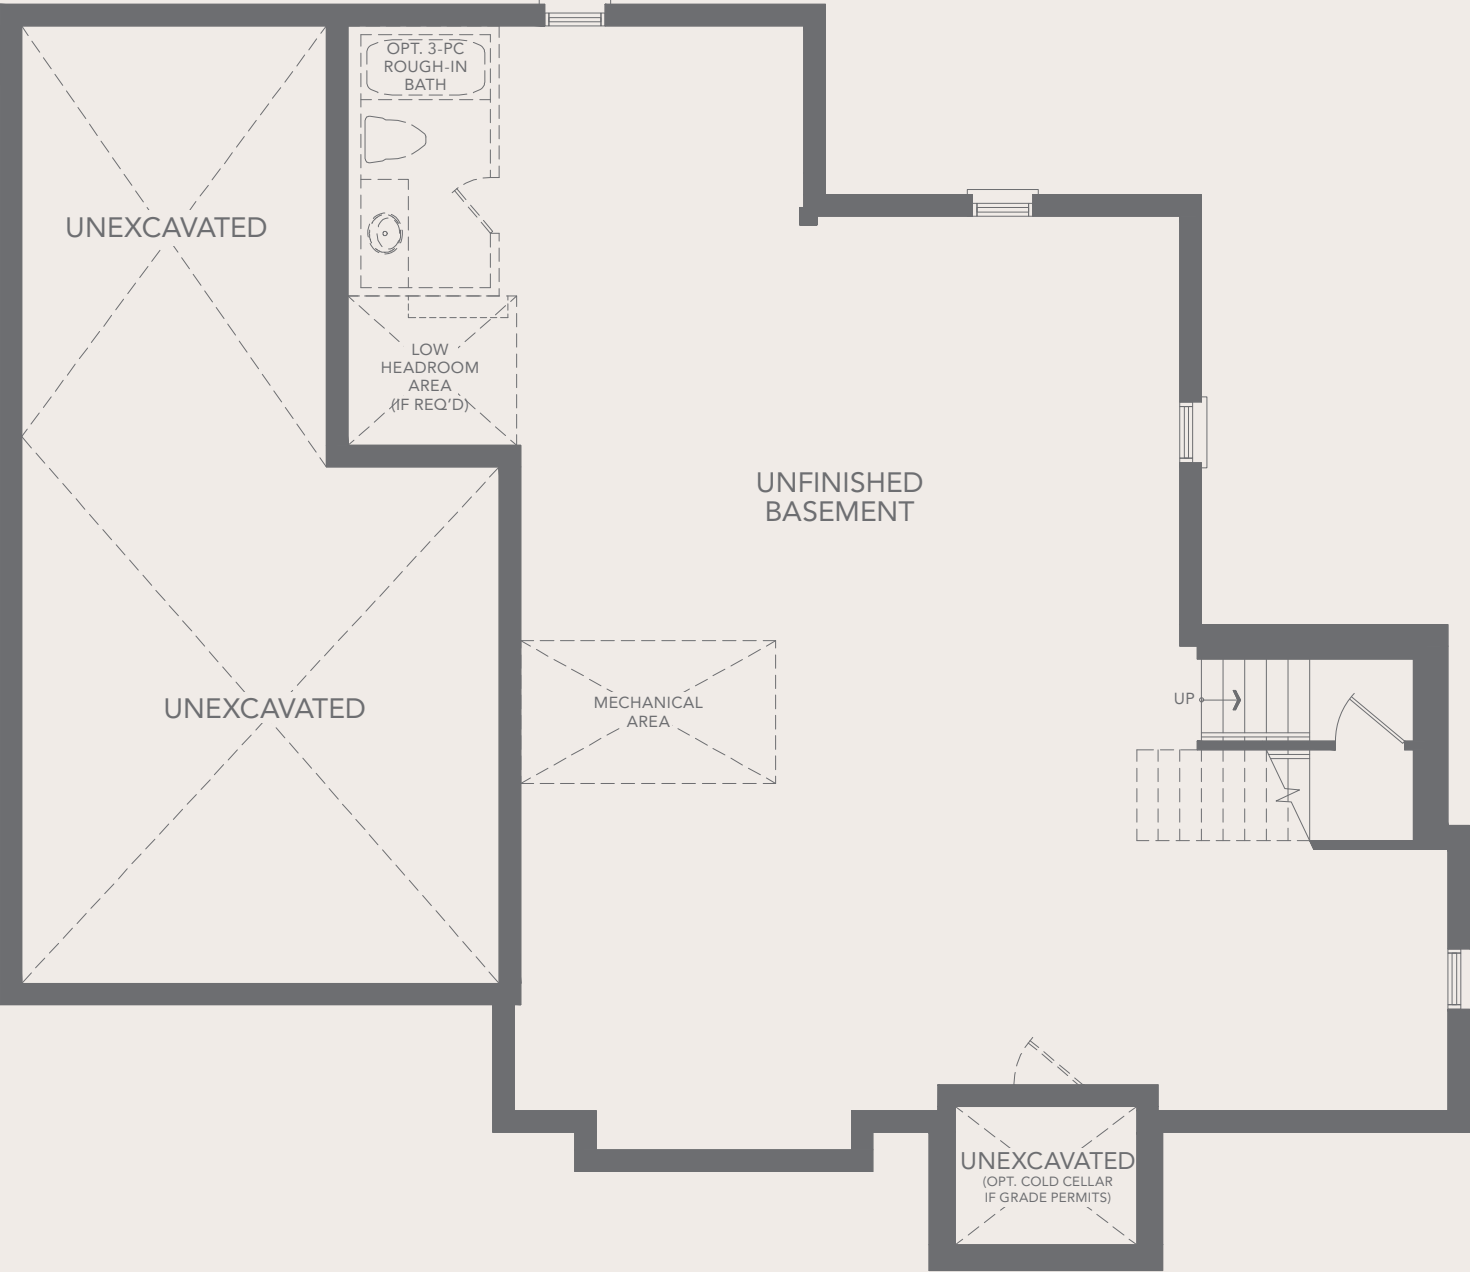 OPT. 3-PC
ROUGH-IN
BATH
UNEXCAVATED
LOW
HEADROOM
AREA
(IF REQ'D)
UNFINISHED
BASEMENT
UNEXCAVATED
MECHANICAL
AREA
UP
UNEXCAVATED
(OPT. COLD CELLAR
IF GRADE PERMITS)